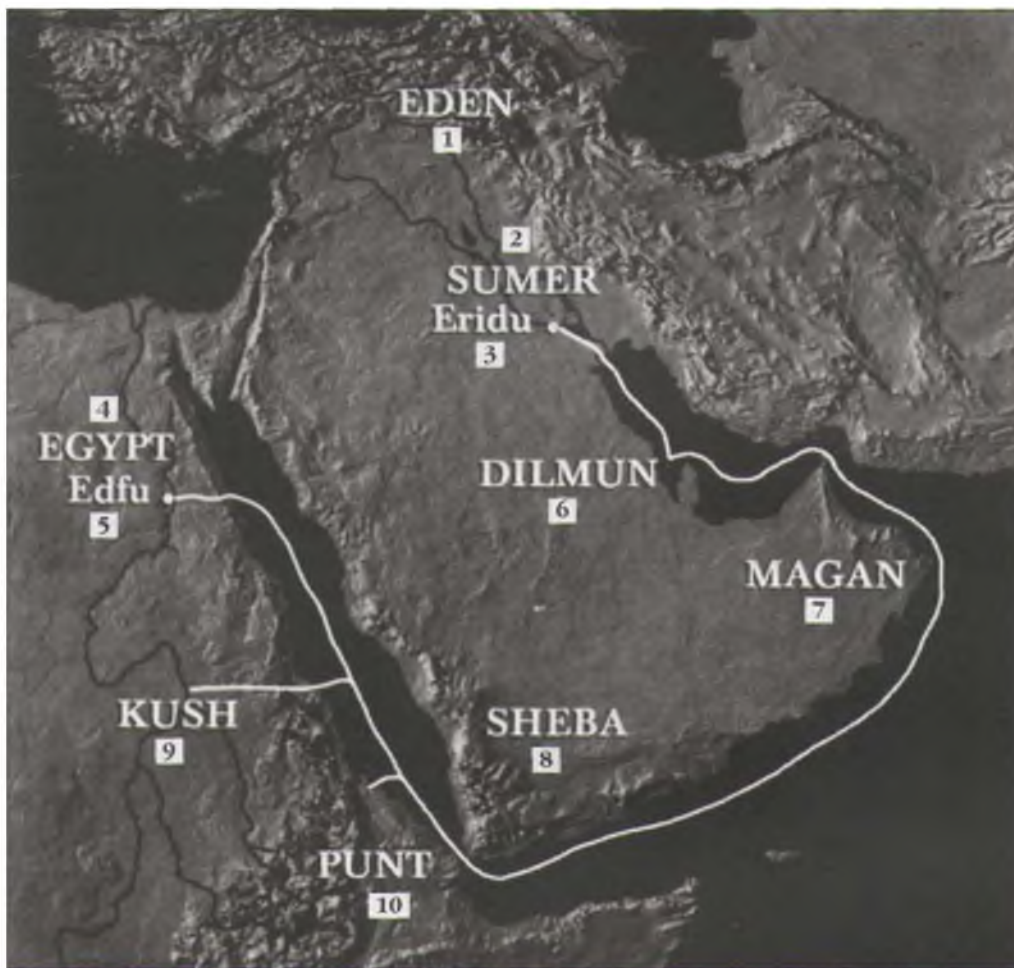 EDEN
1
2
SUMER
Eridu
3
4
EGYPT
Edfu
5
DILMUN
6
MAGAN
7
KUSH
9
SHEBA
8
PUNT
10